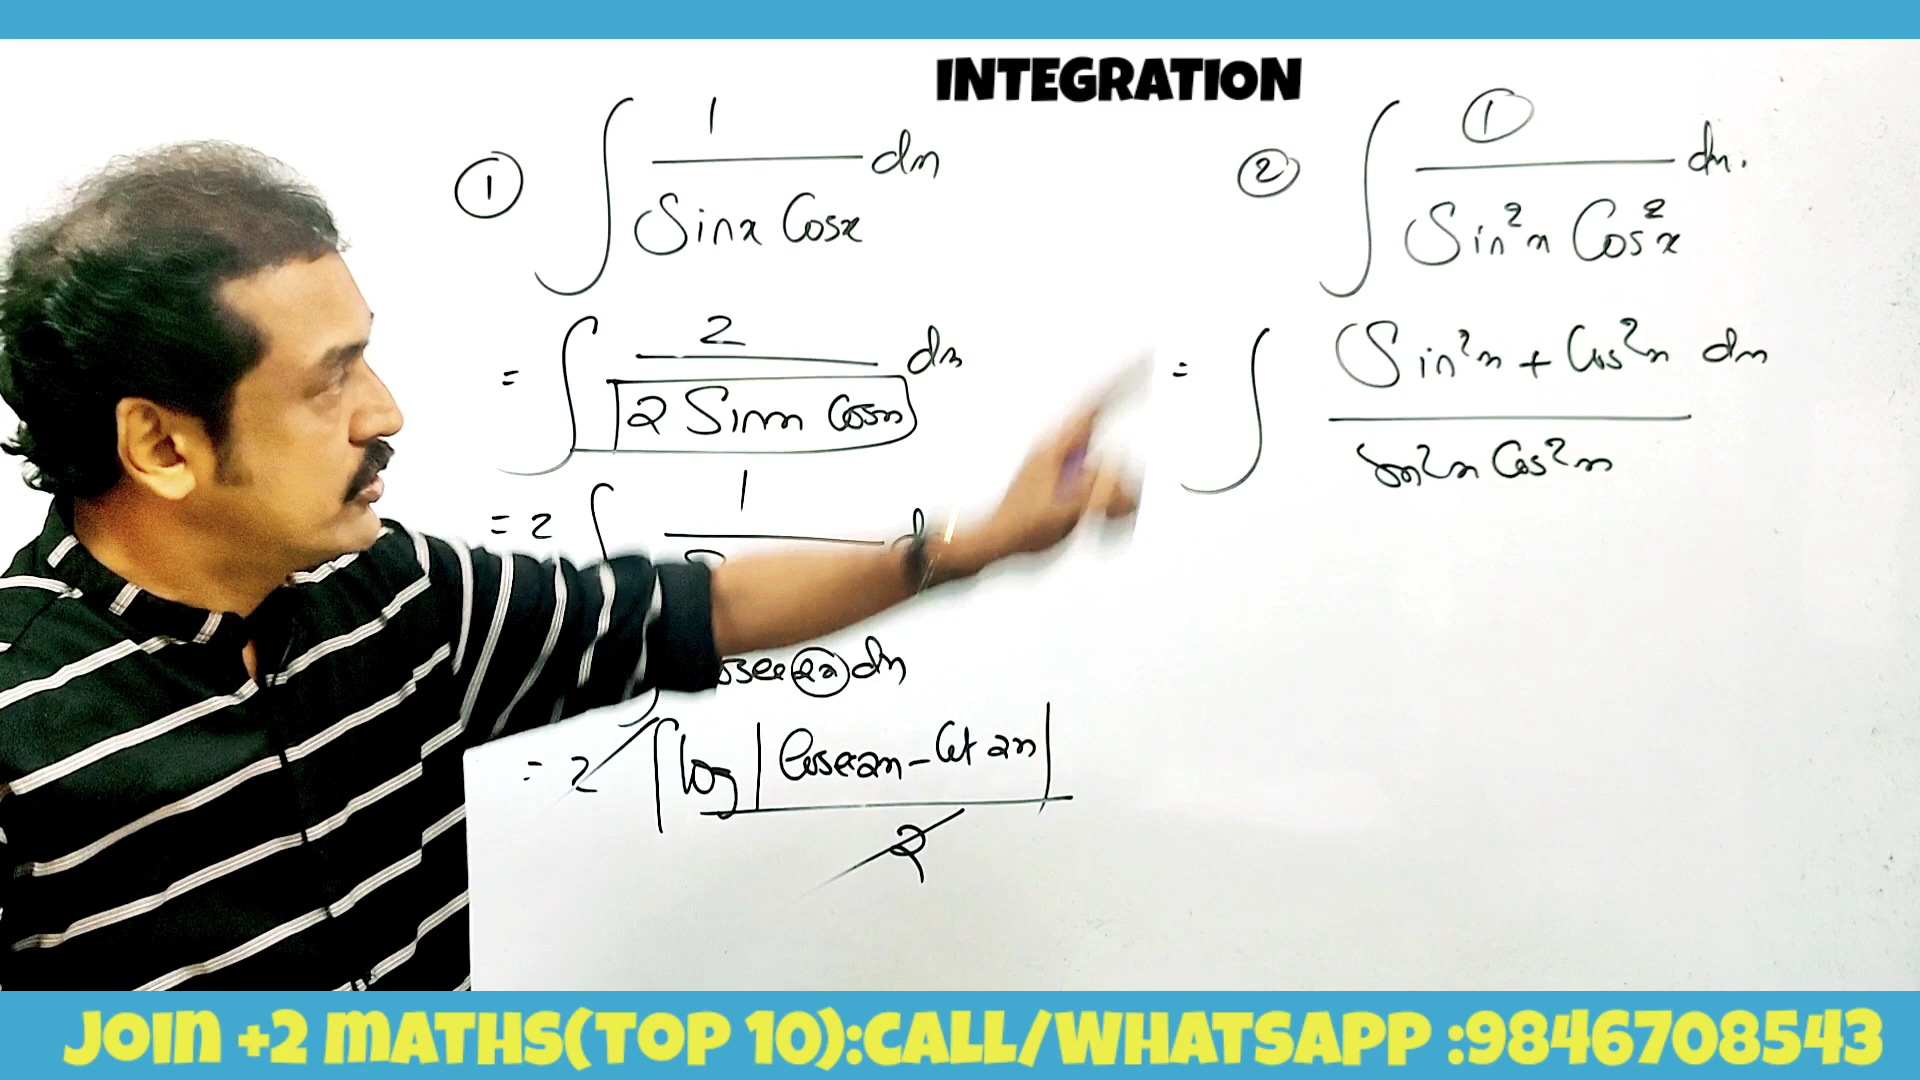 INTEGRATION
① ∫ 1 / Sinx Cosx dx
= ∫ 2 / 2 Sinx Cosx dx
= 2 ∫ 1 /
dx
= 2 [log | Cosec2x - Cot 2x | / 2
② ∫ 1 / Sin²x Cos²x dx.
= ∫ Sin²x + Cos²x dx / Sin²x Cos²x
JOIN +2 MATHS(TOP 10):CALL/WHATSAPP :9846708543